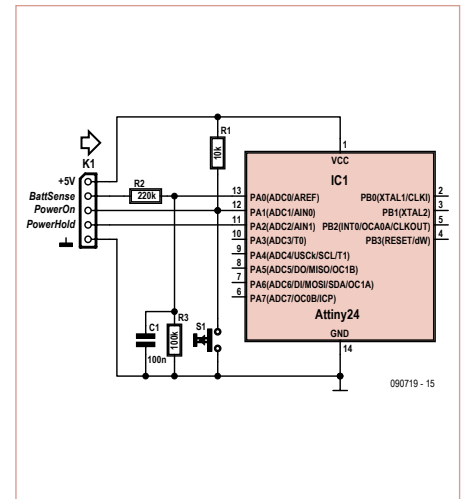 K1
+5V
BattSense
PowerOn
PowerHold
R1
10k
R2
220k
R3
100k
C1
100n
S1
1
VCC
IC1
13 PA0(ADC0/AREF)
12 PA1(ADC1/AIN0)
11 PA2(ADC2/AIN1)
10 PA3(ADC3/T0)
9 PA4(ADC4/USCk/SCL/T1)
8 PA5(ADC5/DO/MISO/OC1B)
7 PA6(ADC6/DI/MOSI/SDA/OC1A)
6 PA7(ADC7/OC0B/ICP)
PB0(XTAL1/CLKI) 2
PB1(XTAL2) 3
PB2(INT0/OCA0A/CLKOUT) 5
PB3(RESET/dW) 4
Attiny24
GND
14
090719 - 15